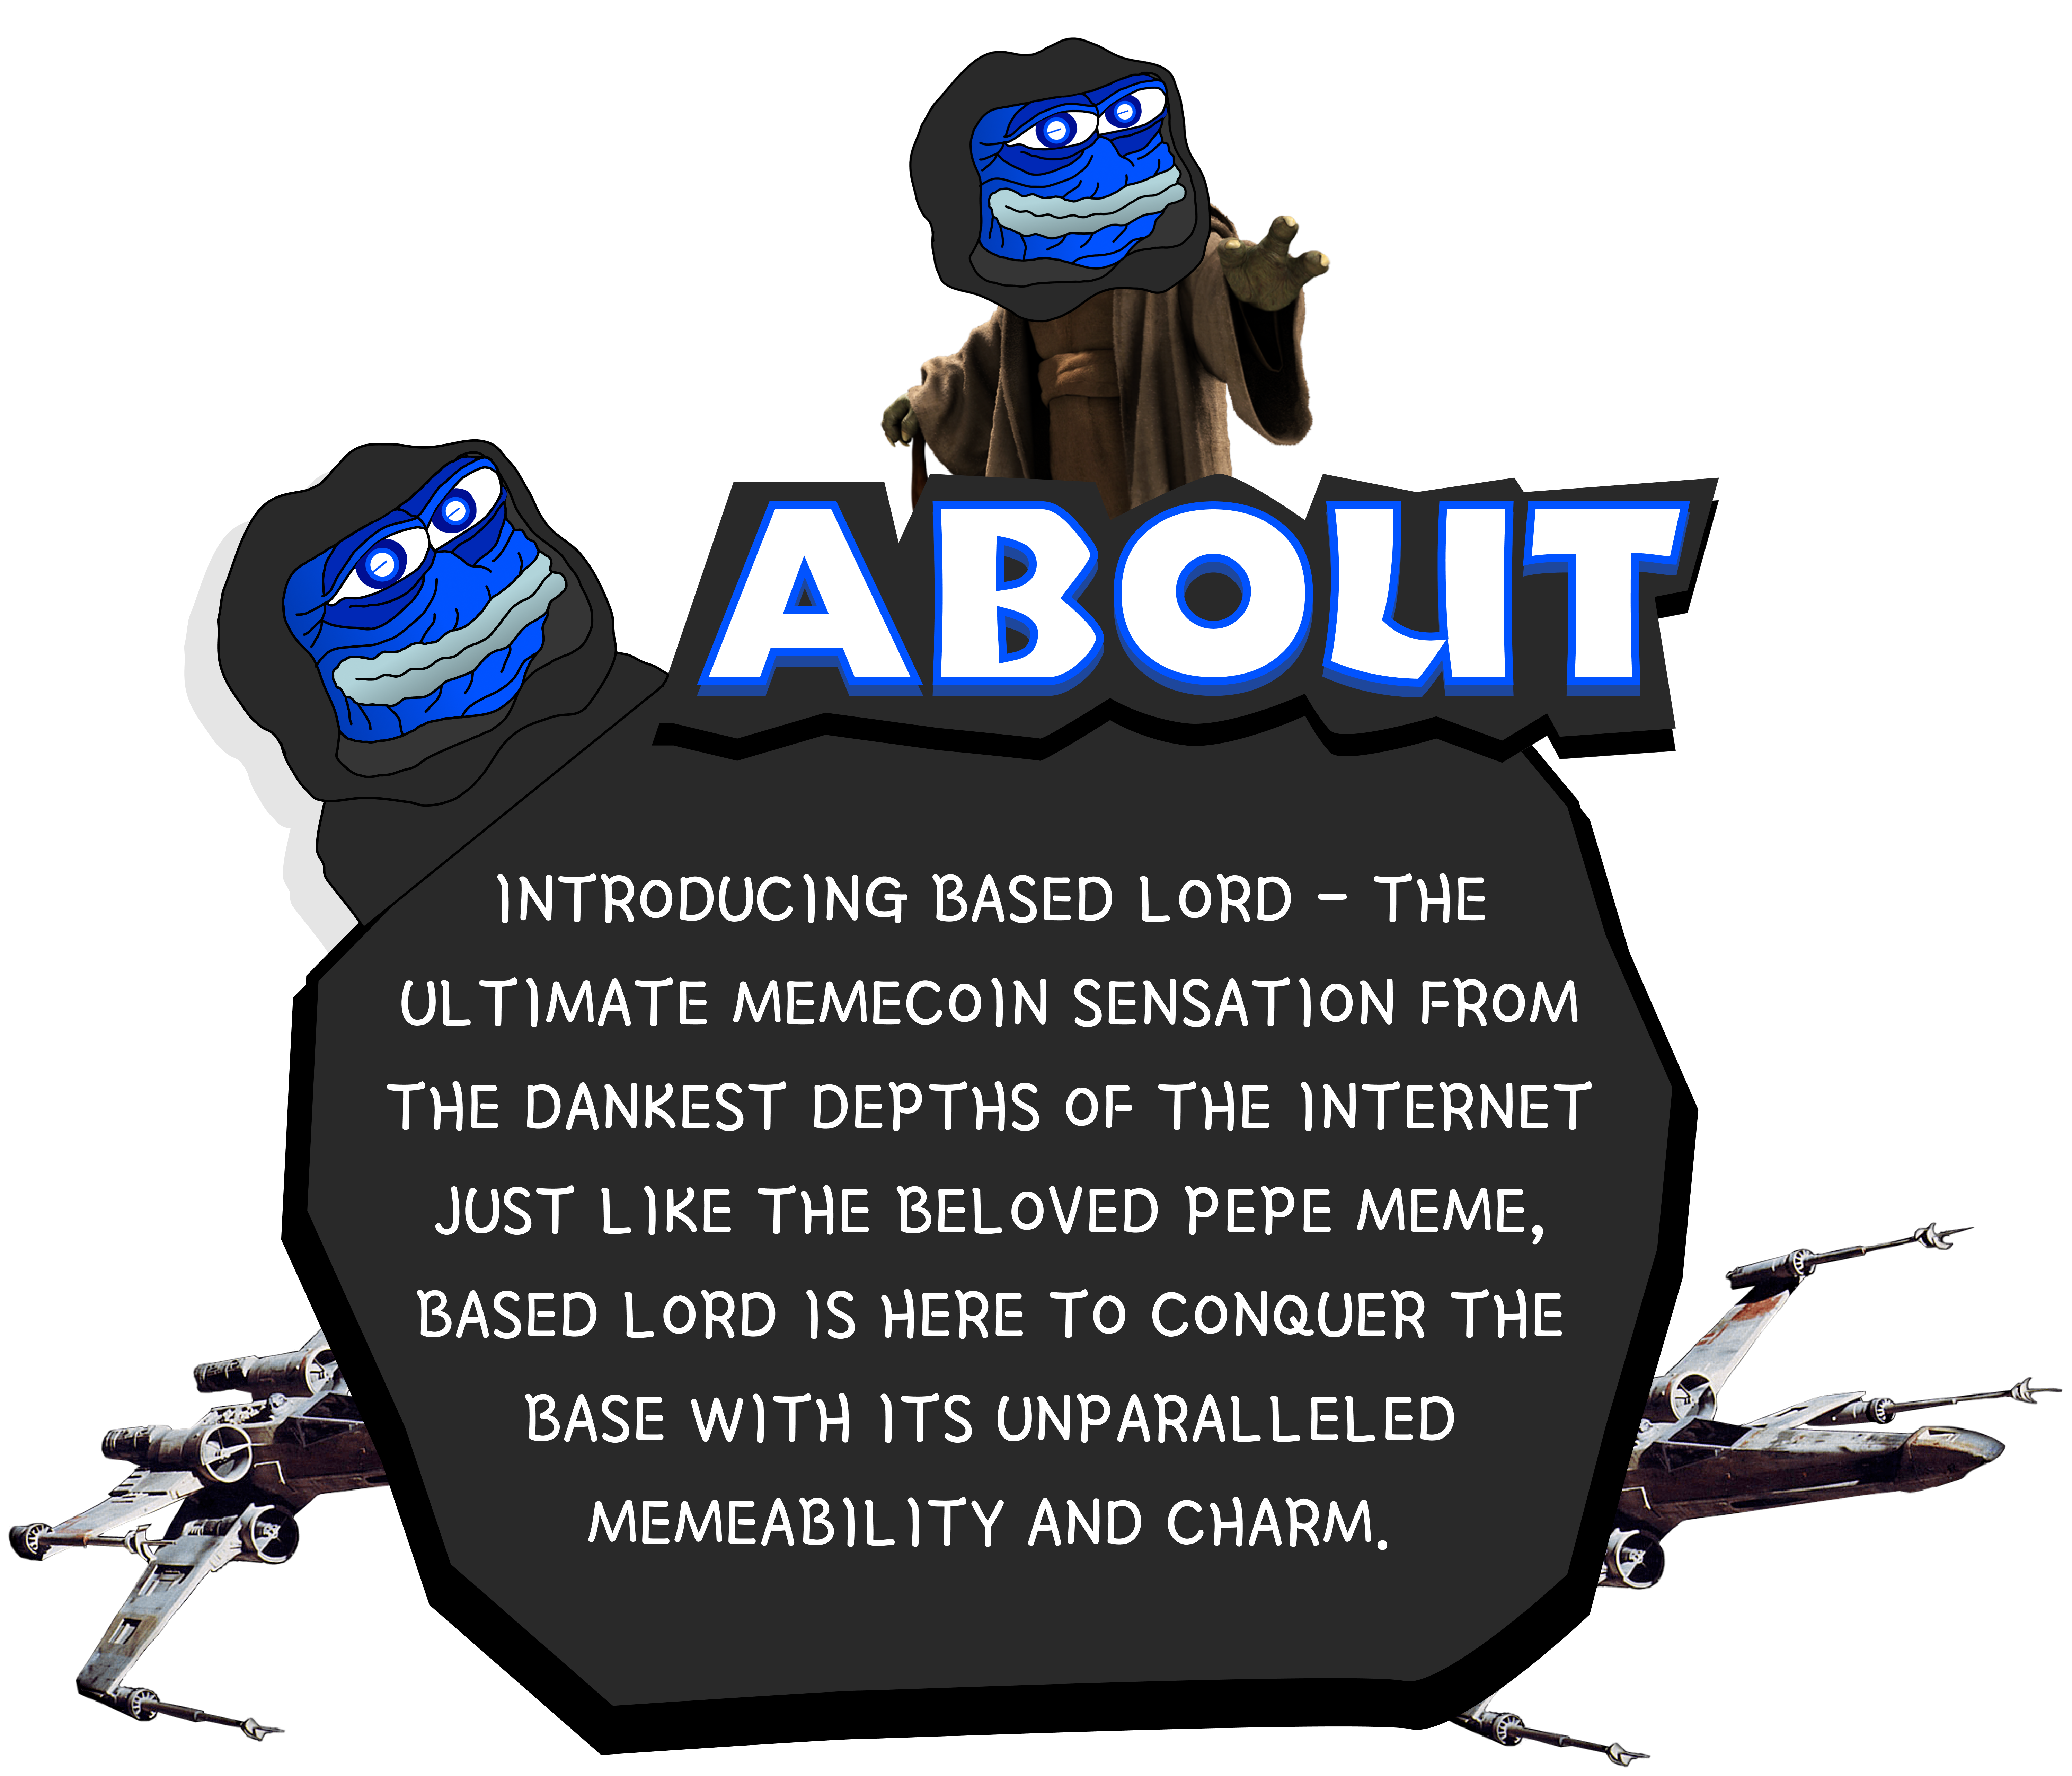 ABOUT
INTRODUCING BASED LORD - THE
ULTIMATE MEMECOIN SENSATION FROM
THE DANKEST DEPTHS OF THE INTERNET
JUST LIKE THE BELOVED PEPE MEME,
BASED LORD IS HERE TO CONQUER THE
BASE WITH ITS UNPARALLELED
MEMEABILITY AND CHARM.